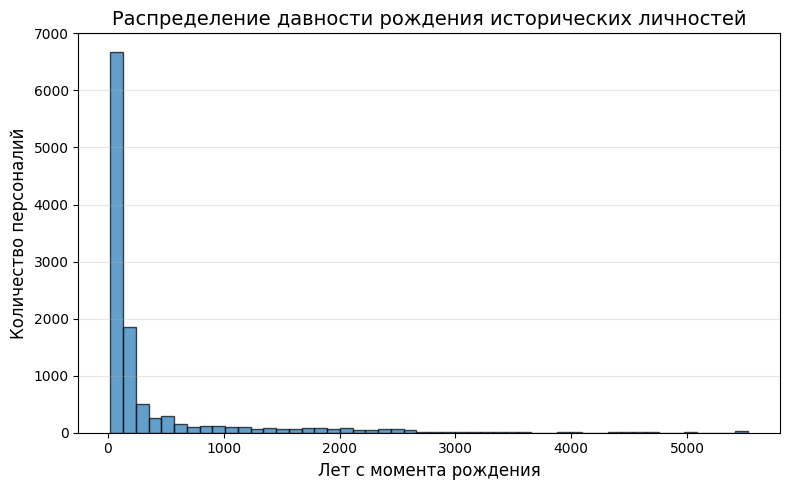 Распределение давности рождения исторических личностей
7000
6000
5000
4000
3000
2000
1000
0
Количество персоналий
0 1000 2000 3000 4000 5000
Лет с момента рождения